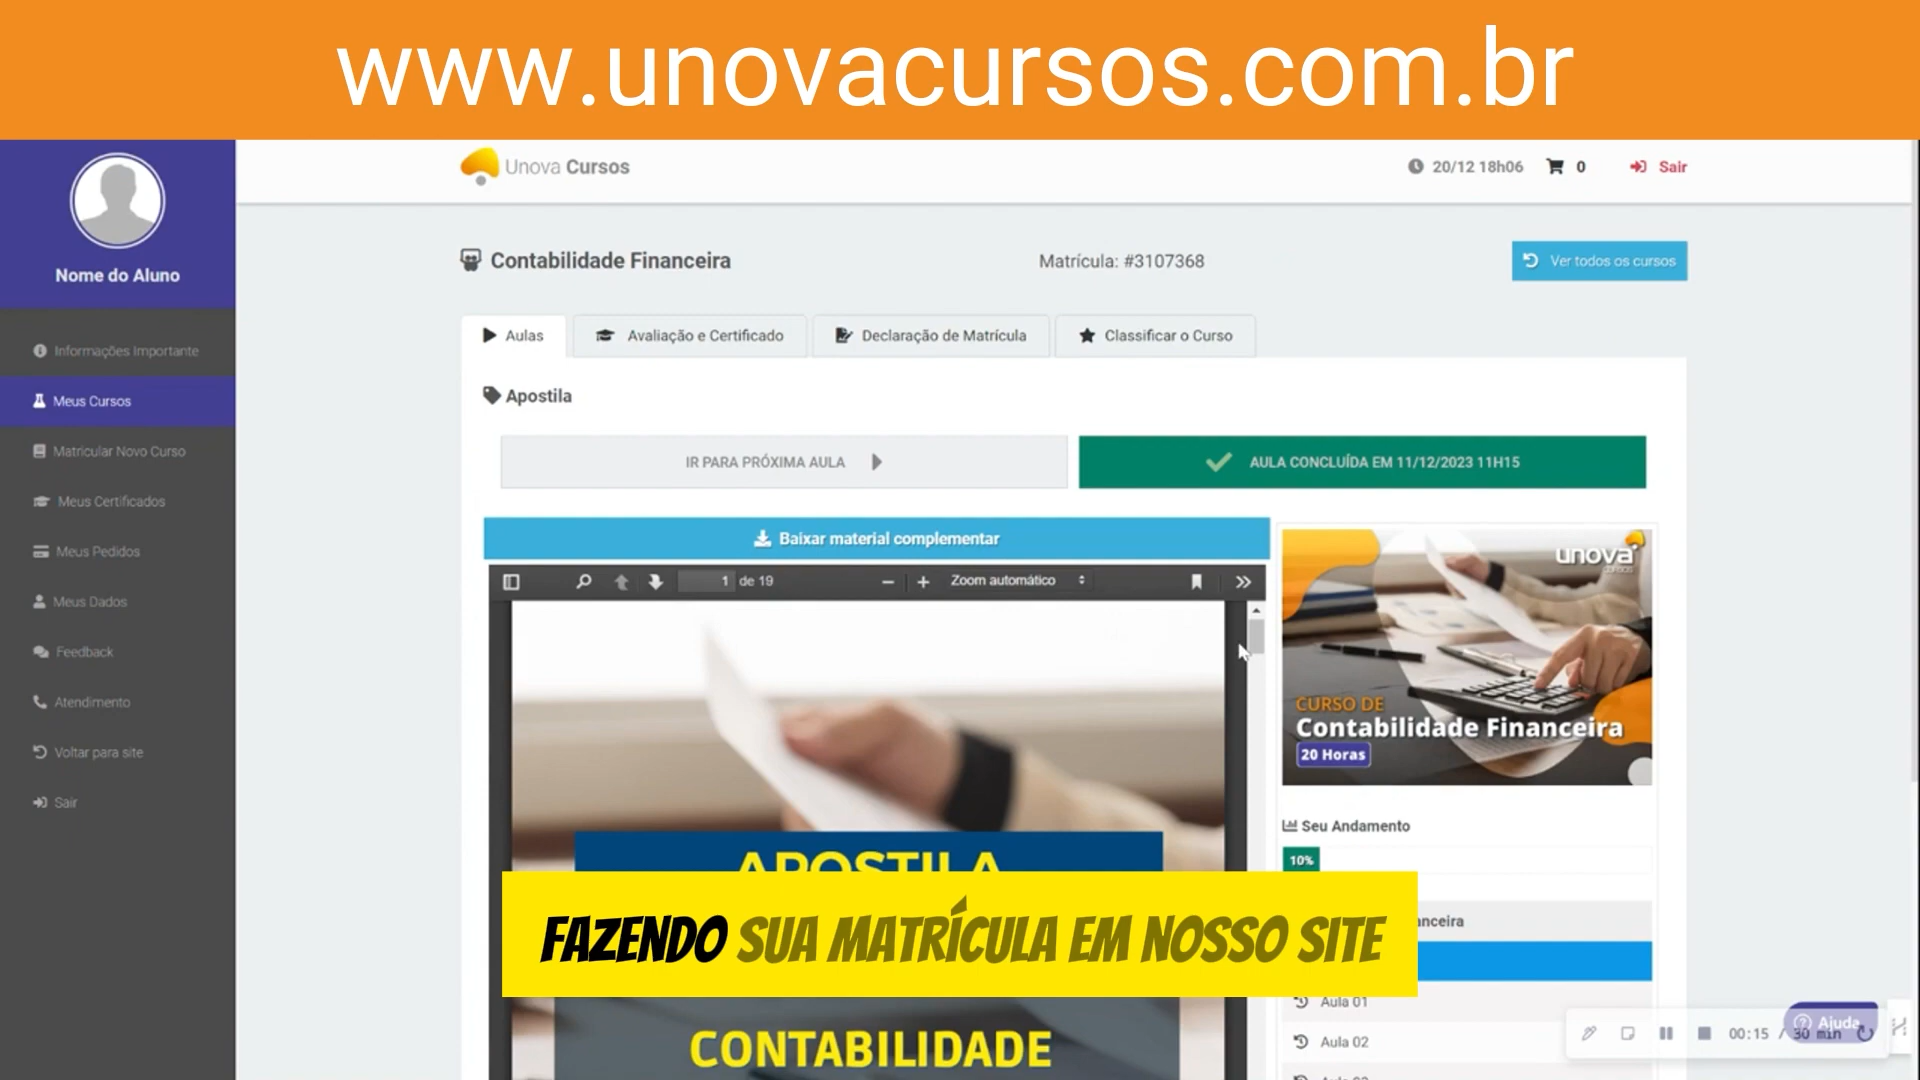 www.unovacursos.com.br
Unova Cursos
20/12 18h06
0
Sair
Nome do Aluno
Contabilidade Financeira
Matrícula: #3107368
Ver todos os cursos
Informações Importante
Meus Cursos
Matricular Novo Curso
Meus Certificados
Meus Pedidos
Meus Dados
Feedback
Atendimento
Voltar para site
Sair
Aulas
Avaliação e Certificado
Declaração de Matrícula
Classificar o Curso
Apostila
IR PARA PRÓXIMA AULA
AULA CONCLUÍDA EM 11/12/2023 11H15
Baixar material complementar
1 de 19
Zoom automático
APOSTILA
CONTABILIDADE
unova
CURSOS
CURSO DE
Contabilidade Financeira
20 Horas
Seu Andamento
10%
FAZENDO SUA MATRÍCULA EM NOSSO SITE
Aula 01
Aula 02
Ajuda
00:15 / 30 min